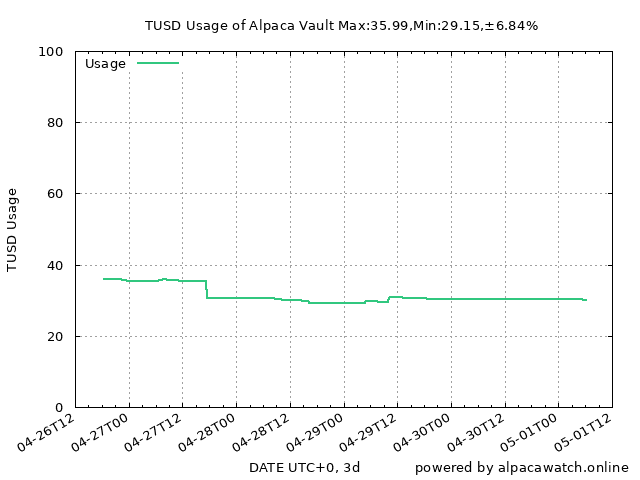 TUSD Usage of Alpaca Vault Max:35.99,Min:29.15,±6.84%
Usage
TUSD Usage
100
80
60
40
20
0
04-26T12
04-27T00
04-27T12
04-28T00
04-28T12
04-29T00
04-29T12
04-30T00
04-30T12
05-01T00
05-01T12
DATE UTC+0, 3d
powered by alpacawatch.online